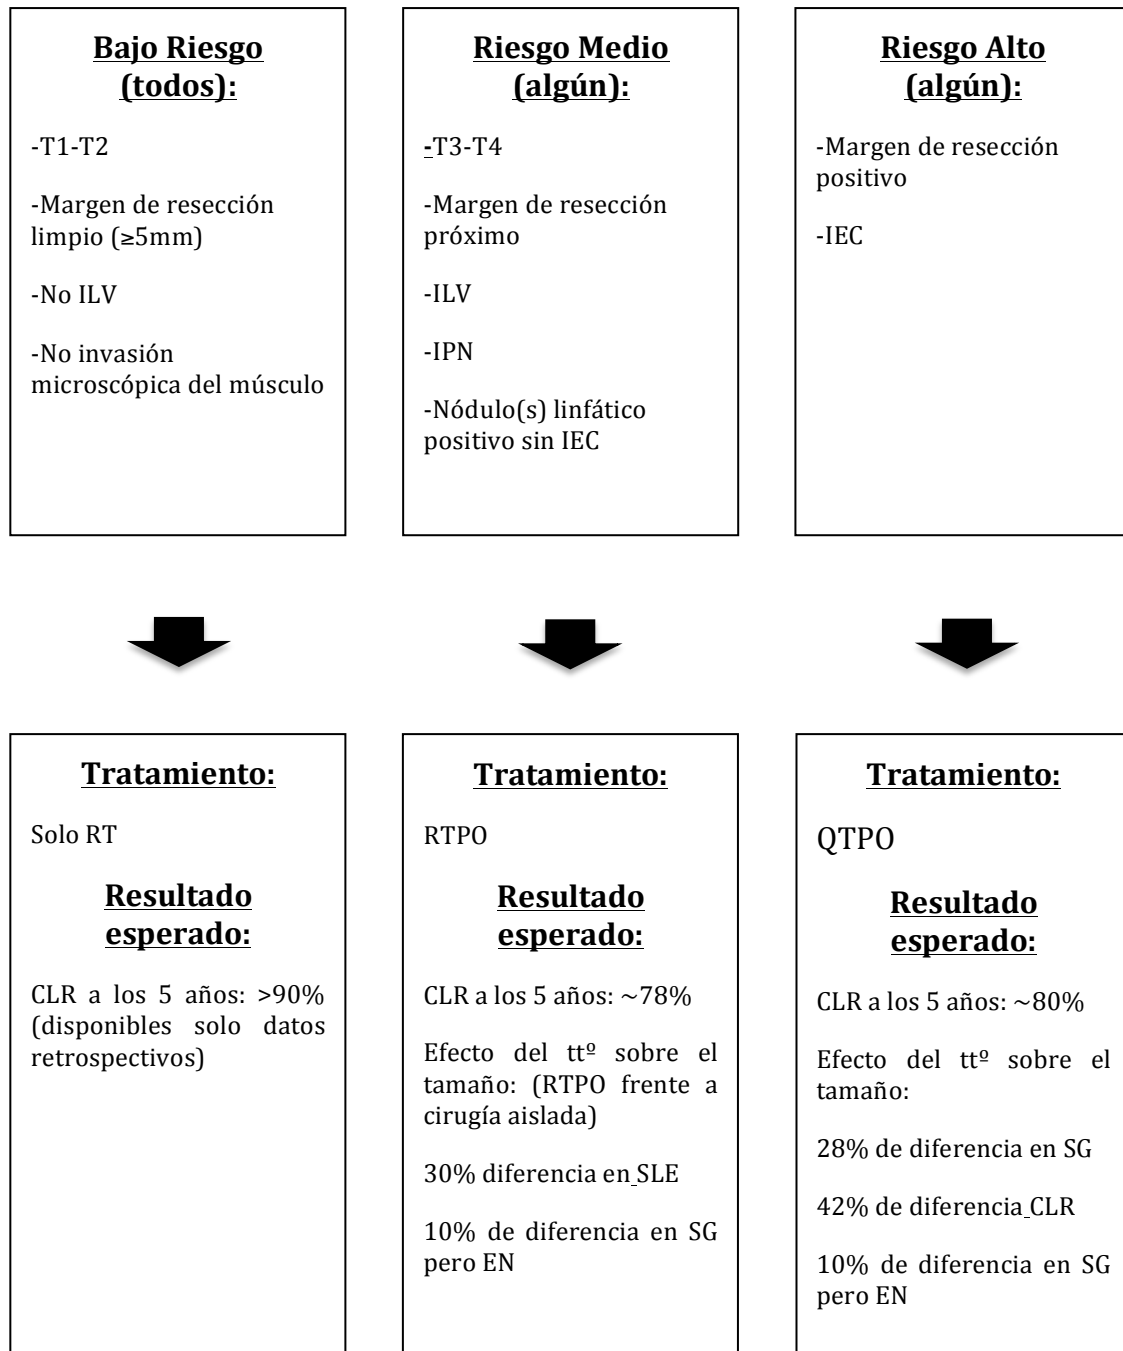 Bajo Riesgo
(todos):
-T1-T2
-Margen de resección
limpio (≥5mm)
-No ILV
-No invasión
microscópica del músculo
Riesgo Medio
(algún):
-T3-T4
-Margen de resección
próximo
-ILV
-IPN
-Nódulo(s) linfático
positivo sin IEC
Riesgo Alto
(algún):
-Margen de resección
positivo
-IEC
Tratamiento:
Solo RT
Resultado
esperado:
CLR a los 5 años: >90%
(disponibles solo datos
retrospectivos)
Tratamiento:
RTPO
Resultado
esperado:
CLR a los 5 años: ~78%
Efecto del ttº sobre el
tamaño: (RTPO frente a
cirugía aislada)
30% diferencia en SLE
10% de diferencia en SG
pero EN
Tratamiento:
QTPO
Resultado
esperado:
CLR a los 5 años: ~80%
Efecto del ttº sobre el
tamaño:
28% de diferencia en SG
42% de diferencia CLR
10% de diferencia en SG
pero EN